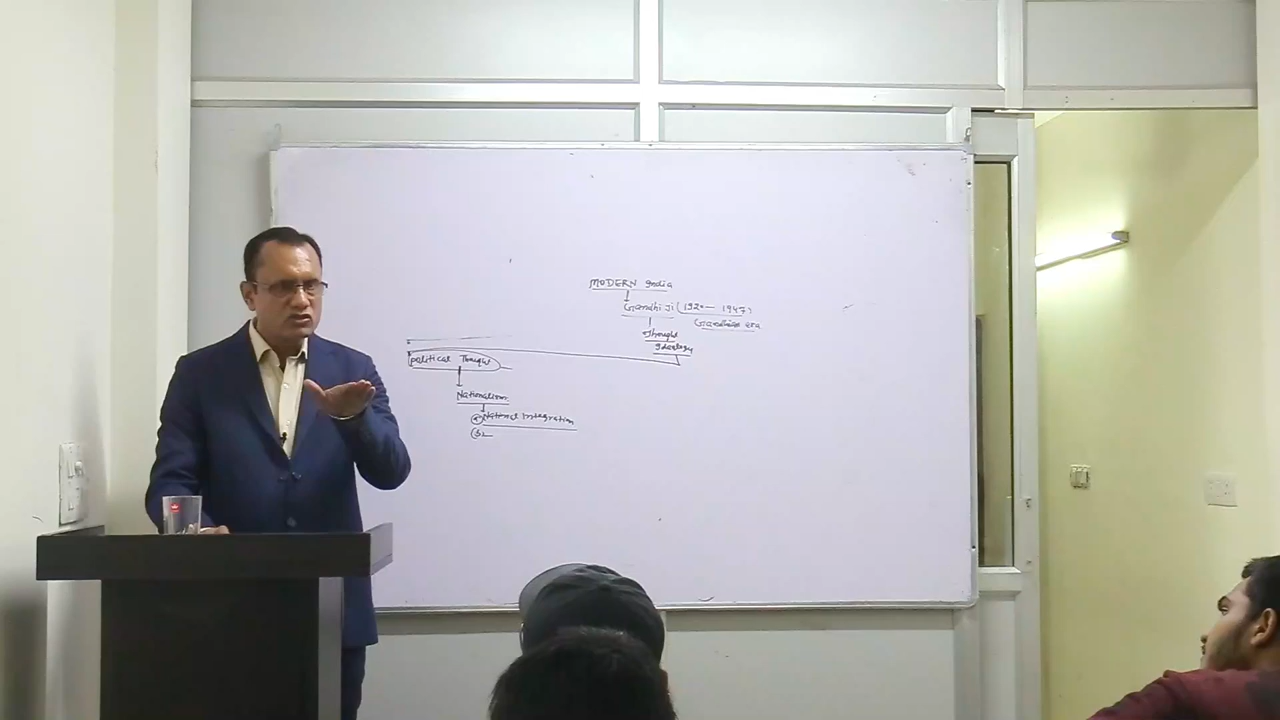 MODERN India
Gandhi Ji (1920 - 1947)
Gandhian era
Thought
Ideology
Political Thought
Nationalism
(a) National Integration